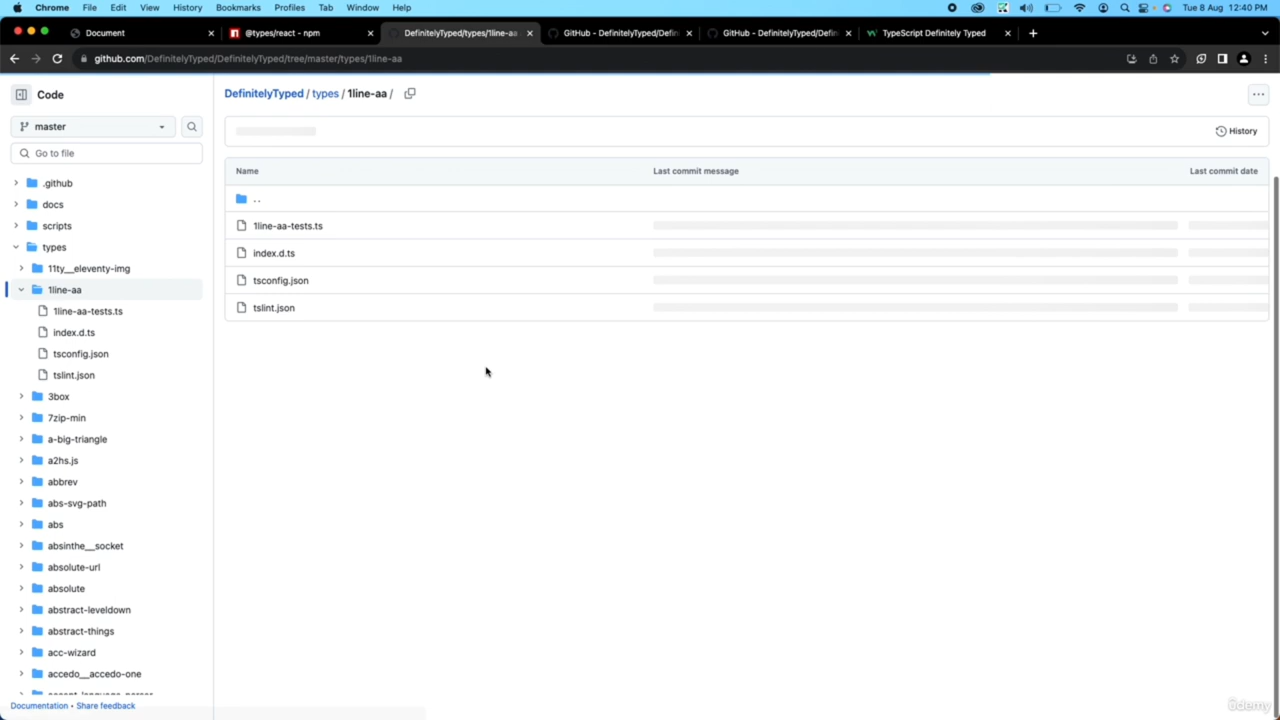 Chrome File Edit View History Bookmarks Profiles Tab Window Help Tue 8 Aug 12:40 PM
Document @types/react - npm DefinitelyTyped/types/1line-aa GitHub - DefinitelyTyped/Defin GitHub - DefinitelyTyped/Defin TypeScript Definitely Typed
github.com/DefinitelyTyped/DefinitelyTyped/tree/master/types/1line-aa
Code
DefinitelyTyped / types / 1line-aa /
master
History
Go to file
Name Last commit message Last commit date
.github
..
docs
scripts
1line-aa-tests.ts
types
index.d.ts
11ty__eleventy-img
tsconfig.json
1line-aa
tslint.json
1line-aa-tests.ts
index.d.ts
tsconfig.json
tslint.json
3box
7zip-min
a-big-triangle
a2hs.js
abbrev
abs-svg-path
abs
absinthe__socket
absolute-url
absolute
abstract-leveldown
abstract-things
acc-wizard
accedo__accedo-one
Documentation • Share feedback
ûdemy